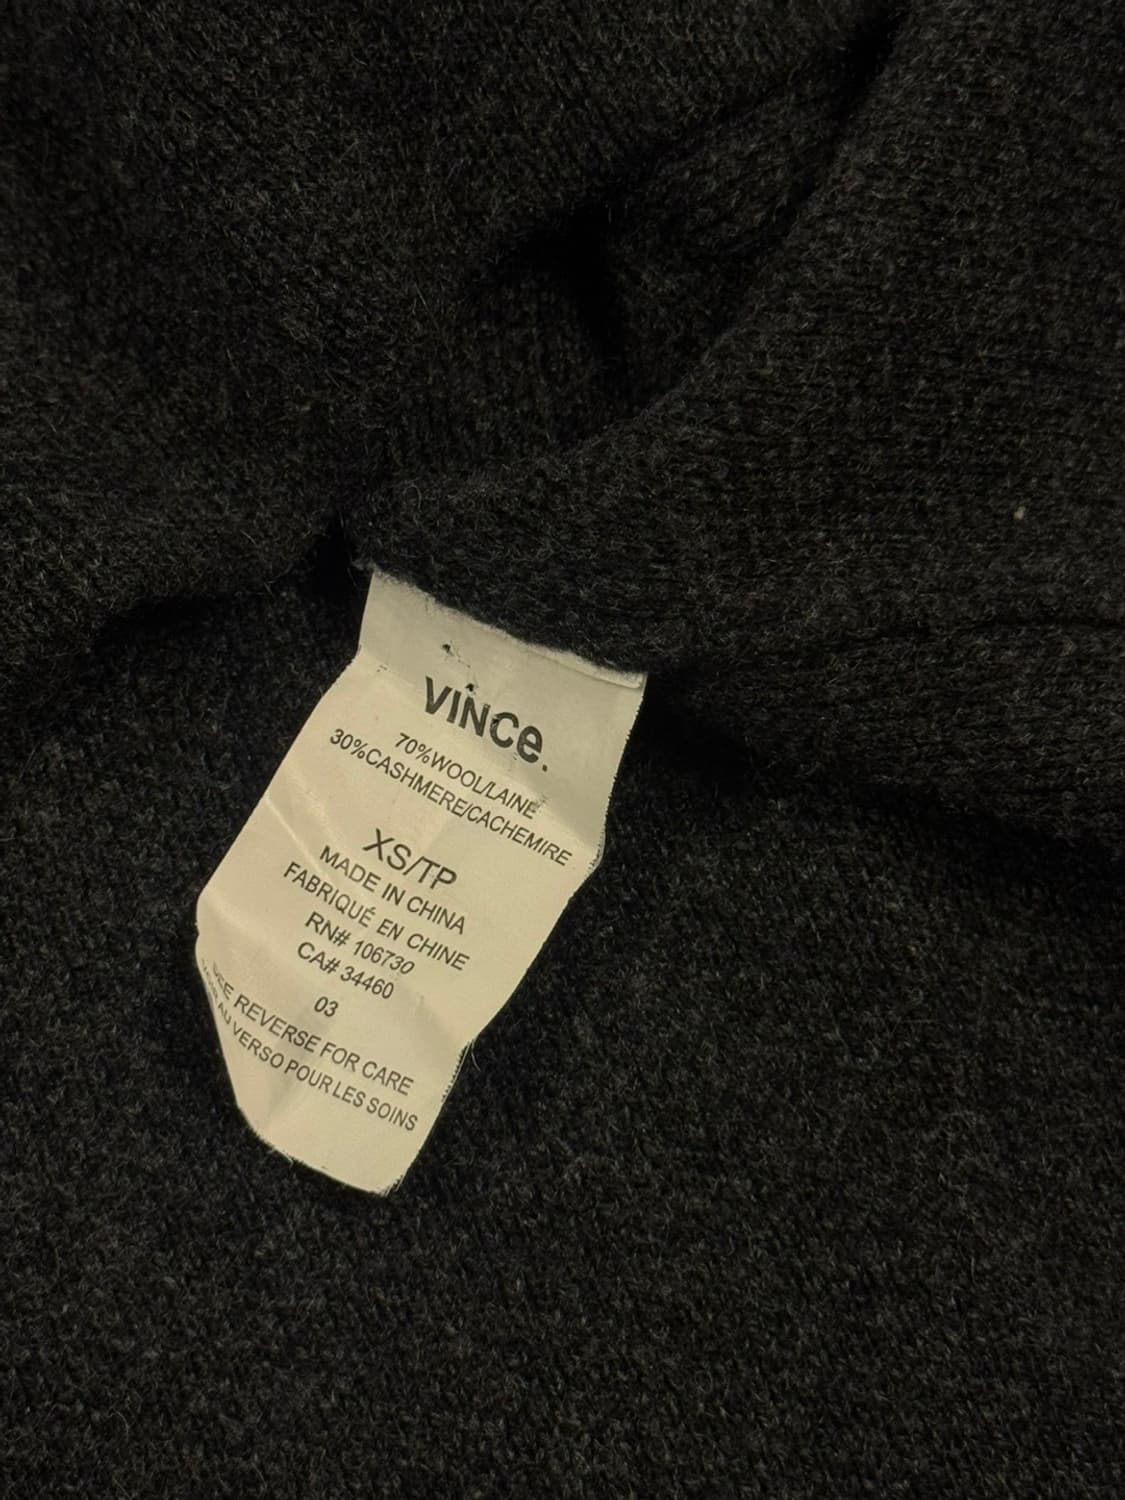 VINCe.
70%WOOL/LAINE
30%CASHMERE/CACHEMIRE
XS/TP
MADE IN CHINA
FABRIQUÉ EN CHINE
RN# 106730
CA# 34460
03
SEE REVERSE FOR CARE
AU VERSO POUR LES SOINS